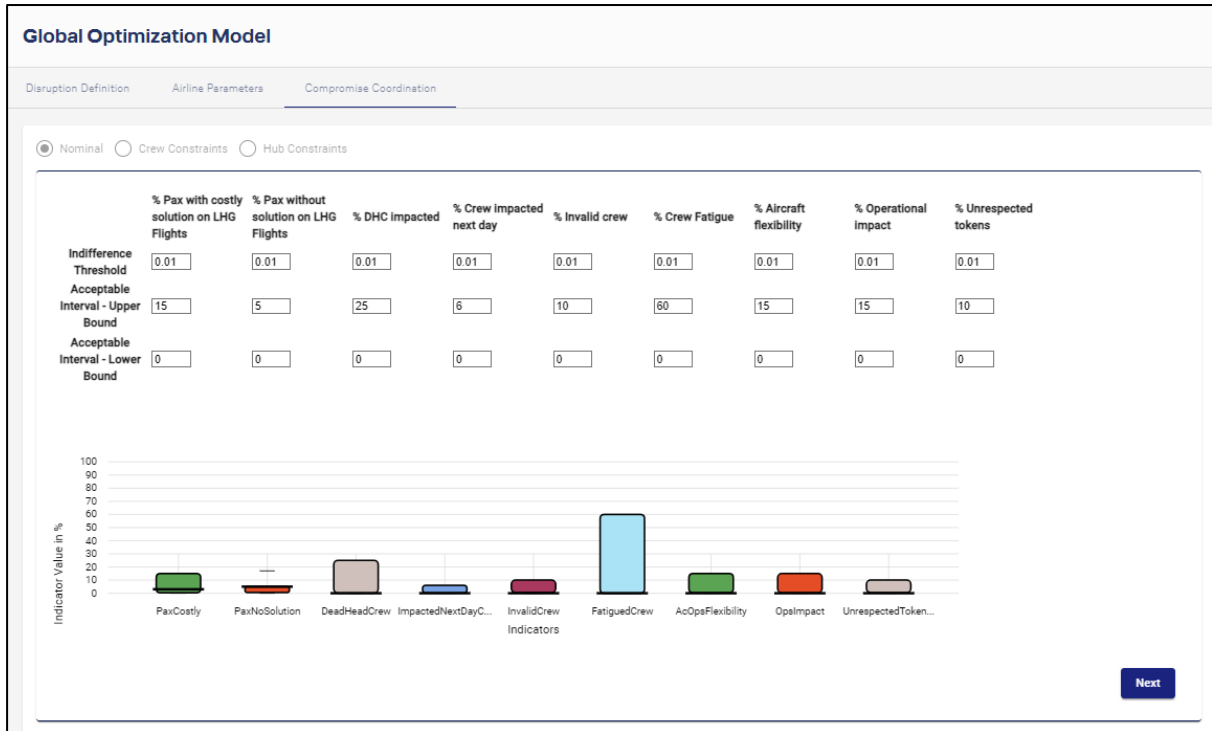 Global Optimization Model
Disruption Definition Airline Parameters Compromise Coordination
Nominal Crew Constraints Hub Constraints
% Pax with costly solution on LHG Flights
% Pax without solution on LHG Flights
% DHC impacted
% Crew impacted next day
% Invalid crew
% Crew Fatigue
% Aircraft flexibility
% Operational impact
% Unrespected tokens
Indifference Threshold 0.01 0.01 0.01 0.01 0.01 0.01 0.01 0.01 0.01
Acceptable Interval - Upper Bound 15 5 25 6 10 60 15 15 10
Acceptable Interval - Lower Bound 0 0 0 0 0 0 0 0 0
Indicator Value in %
100
90
80
70
60
50
40
30
20
10
0
PaxCostly PaxNoSolution DeadHeadCrew ImpactedNextDayC... InvalidCrew FatiguedCrew AcOpsFlexibility OpsImpact UnrespectedToken...
Indicators
Next